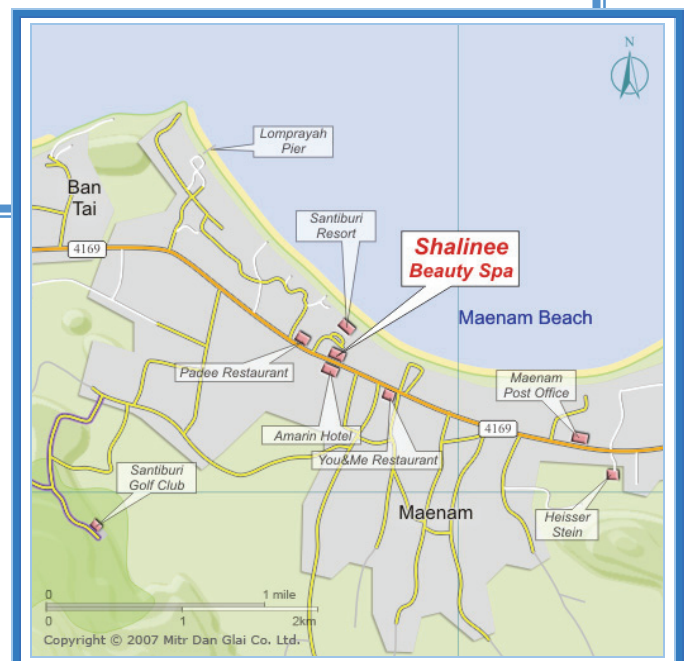 N
Lomprayah
Pier
Ban
Tai
Santiburi
Resort
4169
Shalinee
Beauty Spa
Maenam Beach
Padee Restaurant
Maenam
Post Office
4169
Amarin Hotel
You&Me Restaurant
Santiburi
Golf Club
Maenam
Heisser
Stein
0 1 mile
0 1 2km
Copyright © 2007 Mitr Dan Glai Co. Ltd.